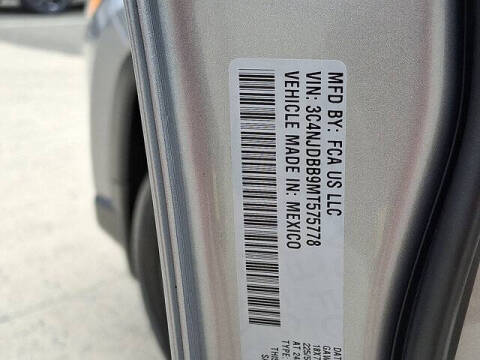 MFD BY: FCA US LLC
VIN: 3C4NJDBB9MT575778
VEHICLE MADE IN: MEXICO